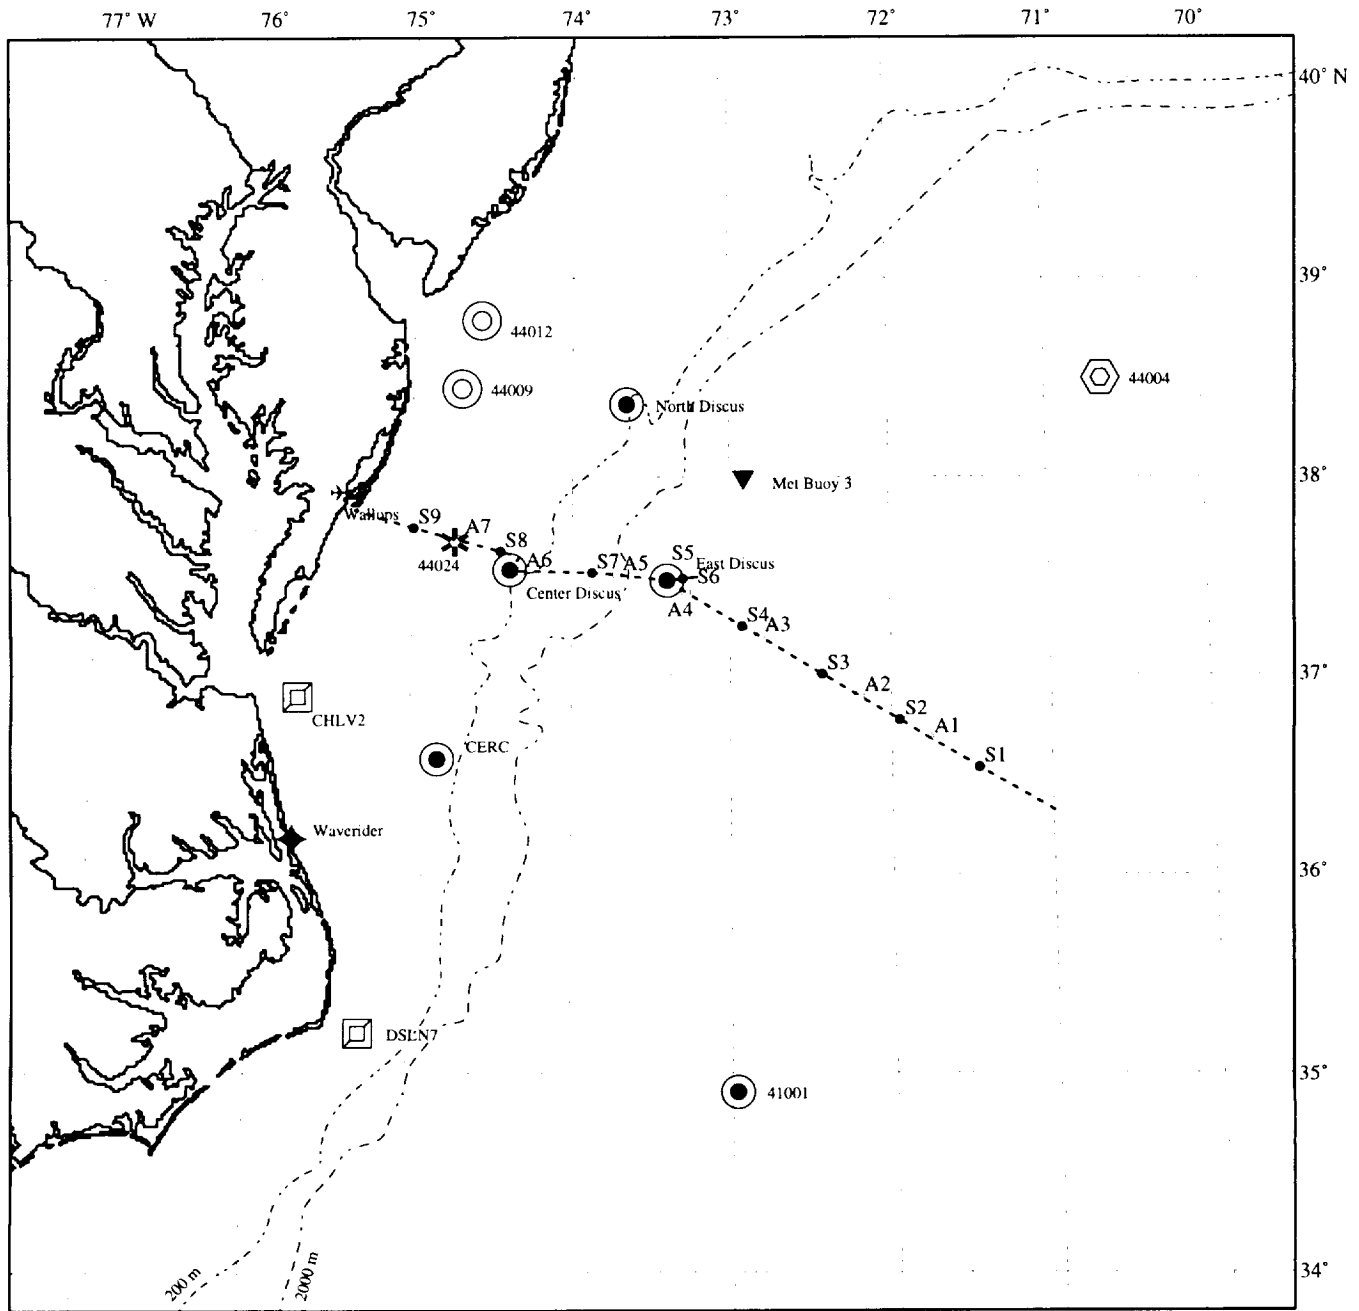 77° W 76° 75° 74° 73° 72° 71° 70°
40° N
39°
44012
44004
44009
North Discus
38°
Met Buoy 3
Wallups
S9
A7
S8
44024
A6
S7
A5
S5
East Discus
S6
Center Discus
A4
S4
A3
37°
S3
A2
S2
A1
CHLV2
CERC
S1
Waverider
36°
DSLN7
35°
41001
34°
200 m
2000 m